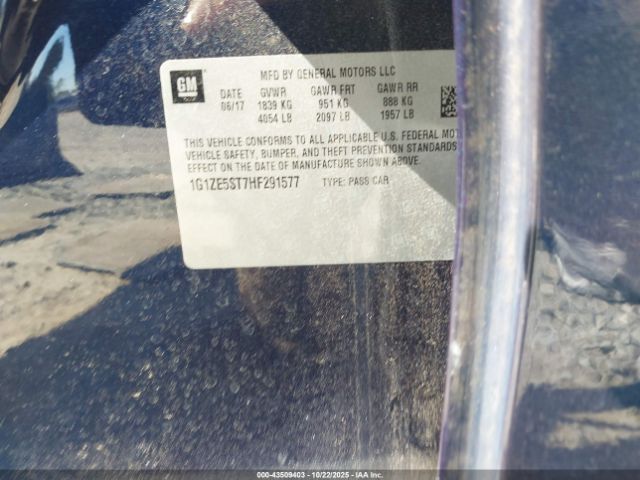 GM
MFD BY GENERAL MOTORS LLC
DATE GVWR GAWR FRT GAWR RR
06/17 1839 KG 951 KG 888 KG
4054 LB 2097 LB 1957 LB
THIS VEHICLE CONFORMS TO ALL APPLICABLE U.S. FEDERAL MOT
VEHICLE SAFETY, BUMPER, AND THEFT PREVENTION STANDARDS
EFFECT ON THE DATE OF MANUFACTURE SHOWN ABOVE.
1G1ZE5ST7HF291577 TYPE: PASS CAR
000-43509403 - 10/22/2025 - IAAI.COM